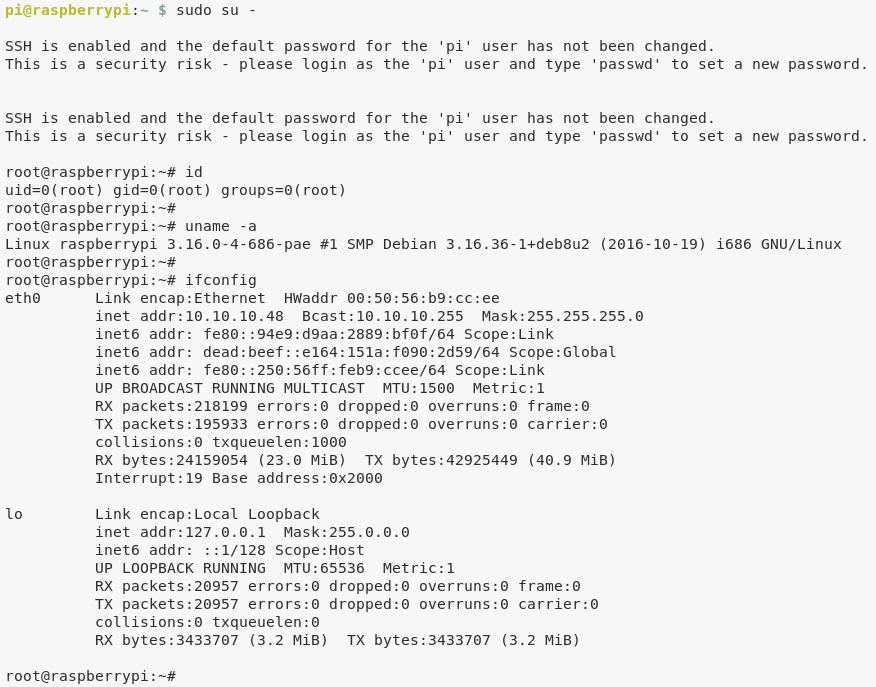 pi@raspberrypi:~ $ sudo su -
SSH is enabled and the default password for the 'pi' user has not been changed.
This is a security risk - please login as the 'pi' user and type 'passwd' to set a new password.
SSH is enabled and the default password for the 'pi' user has not been changed.
This is a security risk - please login as the 'pi' user and type 'passwd' to set a new password.
root@raspberrypi:~# id
uid=0(root) gid=0(root) groups=0(root)
root@raspberrypi:~#
root@raspberrypi:~# uname -a
Linux raspberrypi 3.16.0-4-686-pae #1 SMP Debian 3.16.36-1+deb8u2 (2016-10-19) i686 GNU/Linux
root@raspberrypi:~#
root@raspberrypi:~# ifconfig
eth0      Link encap:Ethernet  HWaddr 00:50:56:b9:cc:ee
          inet addr:10.10.10.48  Bcast:10.10.10.255  Mask:255.255.255.0
          inet6 addr: fe80::94e9:d9aa:2889:bf0f/64 Scope:Link
          inet6 addr: dead:beef::e164:151a:f090:2d59/64 Scope:Global
          inet6 addr: fe80::250:56ff:feb9:ccee/64 Scope:Link
          UP BROADCAST RUNNING MULTICAST  MTU:1500  Metric:1
          RX packets:218199 errors:0 dropped:0 overruns:0 frame:0
          TX packets:195933 errors:0 dropped:0 overruns:0 carrier:0
          collisions:0 txqueuelen:1000
          RX bytes:24159054 (23.0 MiB)  TX bytes:42925449 (40.9 MiB)
          Interrupt:19 Base address:0x2000
lo        Link encap:Local Loopback
          inet addr:127.0.0.1  Mask:255.0.0.0
          inet6 addr: ::1/128 Scope:Host
          UP LOOPBACK RUNNING  MTU:65536  Metric:1
          RX packets:20957 errors:0 dropped:0 overruns:0 frame:0
          TX packets:20957 errors:0 dropped:0 overruns:0 carrier:0
          collisions:0 txqueuelen:0
          RX bytes:3433707 (3.2 MiB)  TX bytes:3433707 (3.2 MiB)
root@raspberrypi:~#